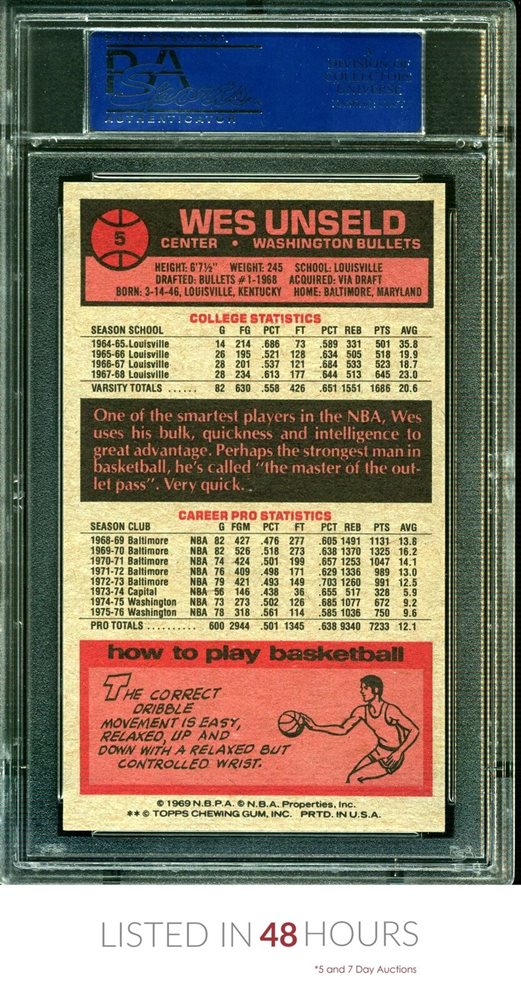 PSA
AUTHENTICATOR
A
DIVISION OF
COLLECTORS
UNIVERSE
5
WES UNSELD
CENTER • WASHINGTON BULLETS
HEIGHT: 6'7½" WEIGHT: 245 SCHOOL: LOUISVILLE
DRAFTED: BULLETS #1-1968 ACQUIRED: VIA DRAFT
BORN: 3-14-46, LOUISVILLE, KENTUCKY HOME: BALTIMORE, MARYLAND
COLLEGE STATISTICS
SEASON SCHOOL G FG PCT FT PCT REB PTS AVG
1964-65 Louisville 14 214 .686 73 .589 331 501 35.8
1965-66 Louisville 26 195 .521 128 .634 505 518 19.9
1966-67 Louisville 28 201 .537 121 .684 533 523 18.7
1967-68 Louisville 28 234 .613 177 .644 513 645 23.0
VARSITY TOTALS ...... 82 630 .558 426 .651 1551 1686 20.6
One of the smartest players in the NBA, Wes
uses his bulk, quickness and intelligence to
great advantage. Perhaps the strongest man in
basketball, he's called "the master of the out-
let pass". Very quick.
CAREER PRO STATISTICS
SEASON CLUB G FGM PCT FT PCT REB PTS AVG
1968-69 Baltimore NBA 82 427 .476 277 .605 1491 1131 13.8
1969-70 Baltimore NBA 82 526 .518 273 .638 1370 1325 16.2
1970-71 Baltimore NBA 74 424 .501 199 .657 1253 1047 14.1
1971-72 Baltimore NBA 76 409 .498 171 .629 1336 989 13.0
1972-73 Baltimore NBA 79 421 .493 149 .703 1260 991 12.5
1973-74 Capital NBA 56 146 .438 36 .655 517 328 5.9
1974-75 Washington NBA 73 273 .502 126 .685 1077 672 9.2
1975-76 Washington NBA 78 318 .561 114 .585 1036 750 9.6
PRO TOTALS .......... 600 2944 .501 1345 .638 9340 7233 12.1
how to play basketball
THE CORRECT
DRIBBLE
MOVEMENT IS EASY,
RELAXED, UP AND
DOWN WITH A RELAXED BUT
CONTROLLED WRIST.
© 1969 N.B.P.A. © N.B.A. Properties, Inc.
** © TOPPS CHEWING GUM, INC. PRTD. IN U.S.A.
LISTED IN 48 HOURS
*5 and 7 Day Auctions